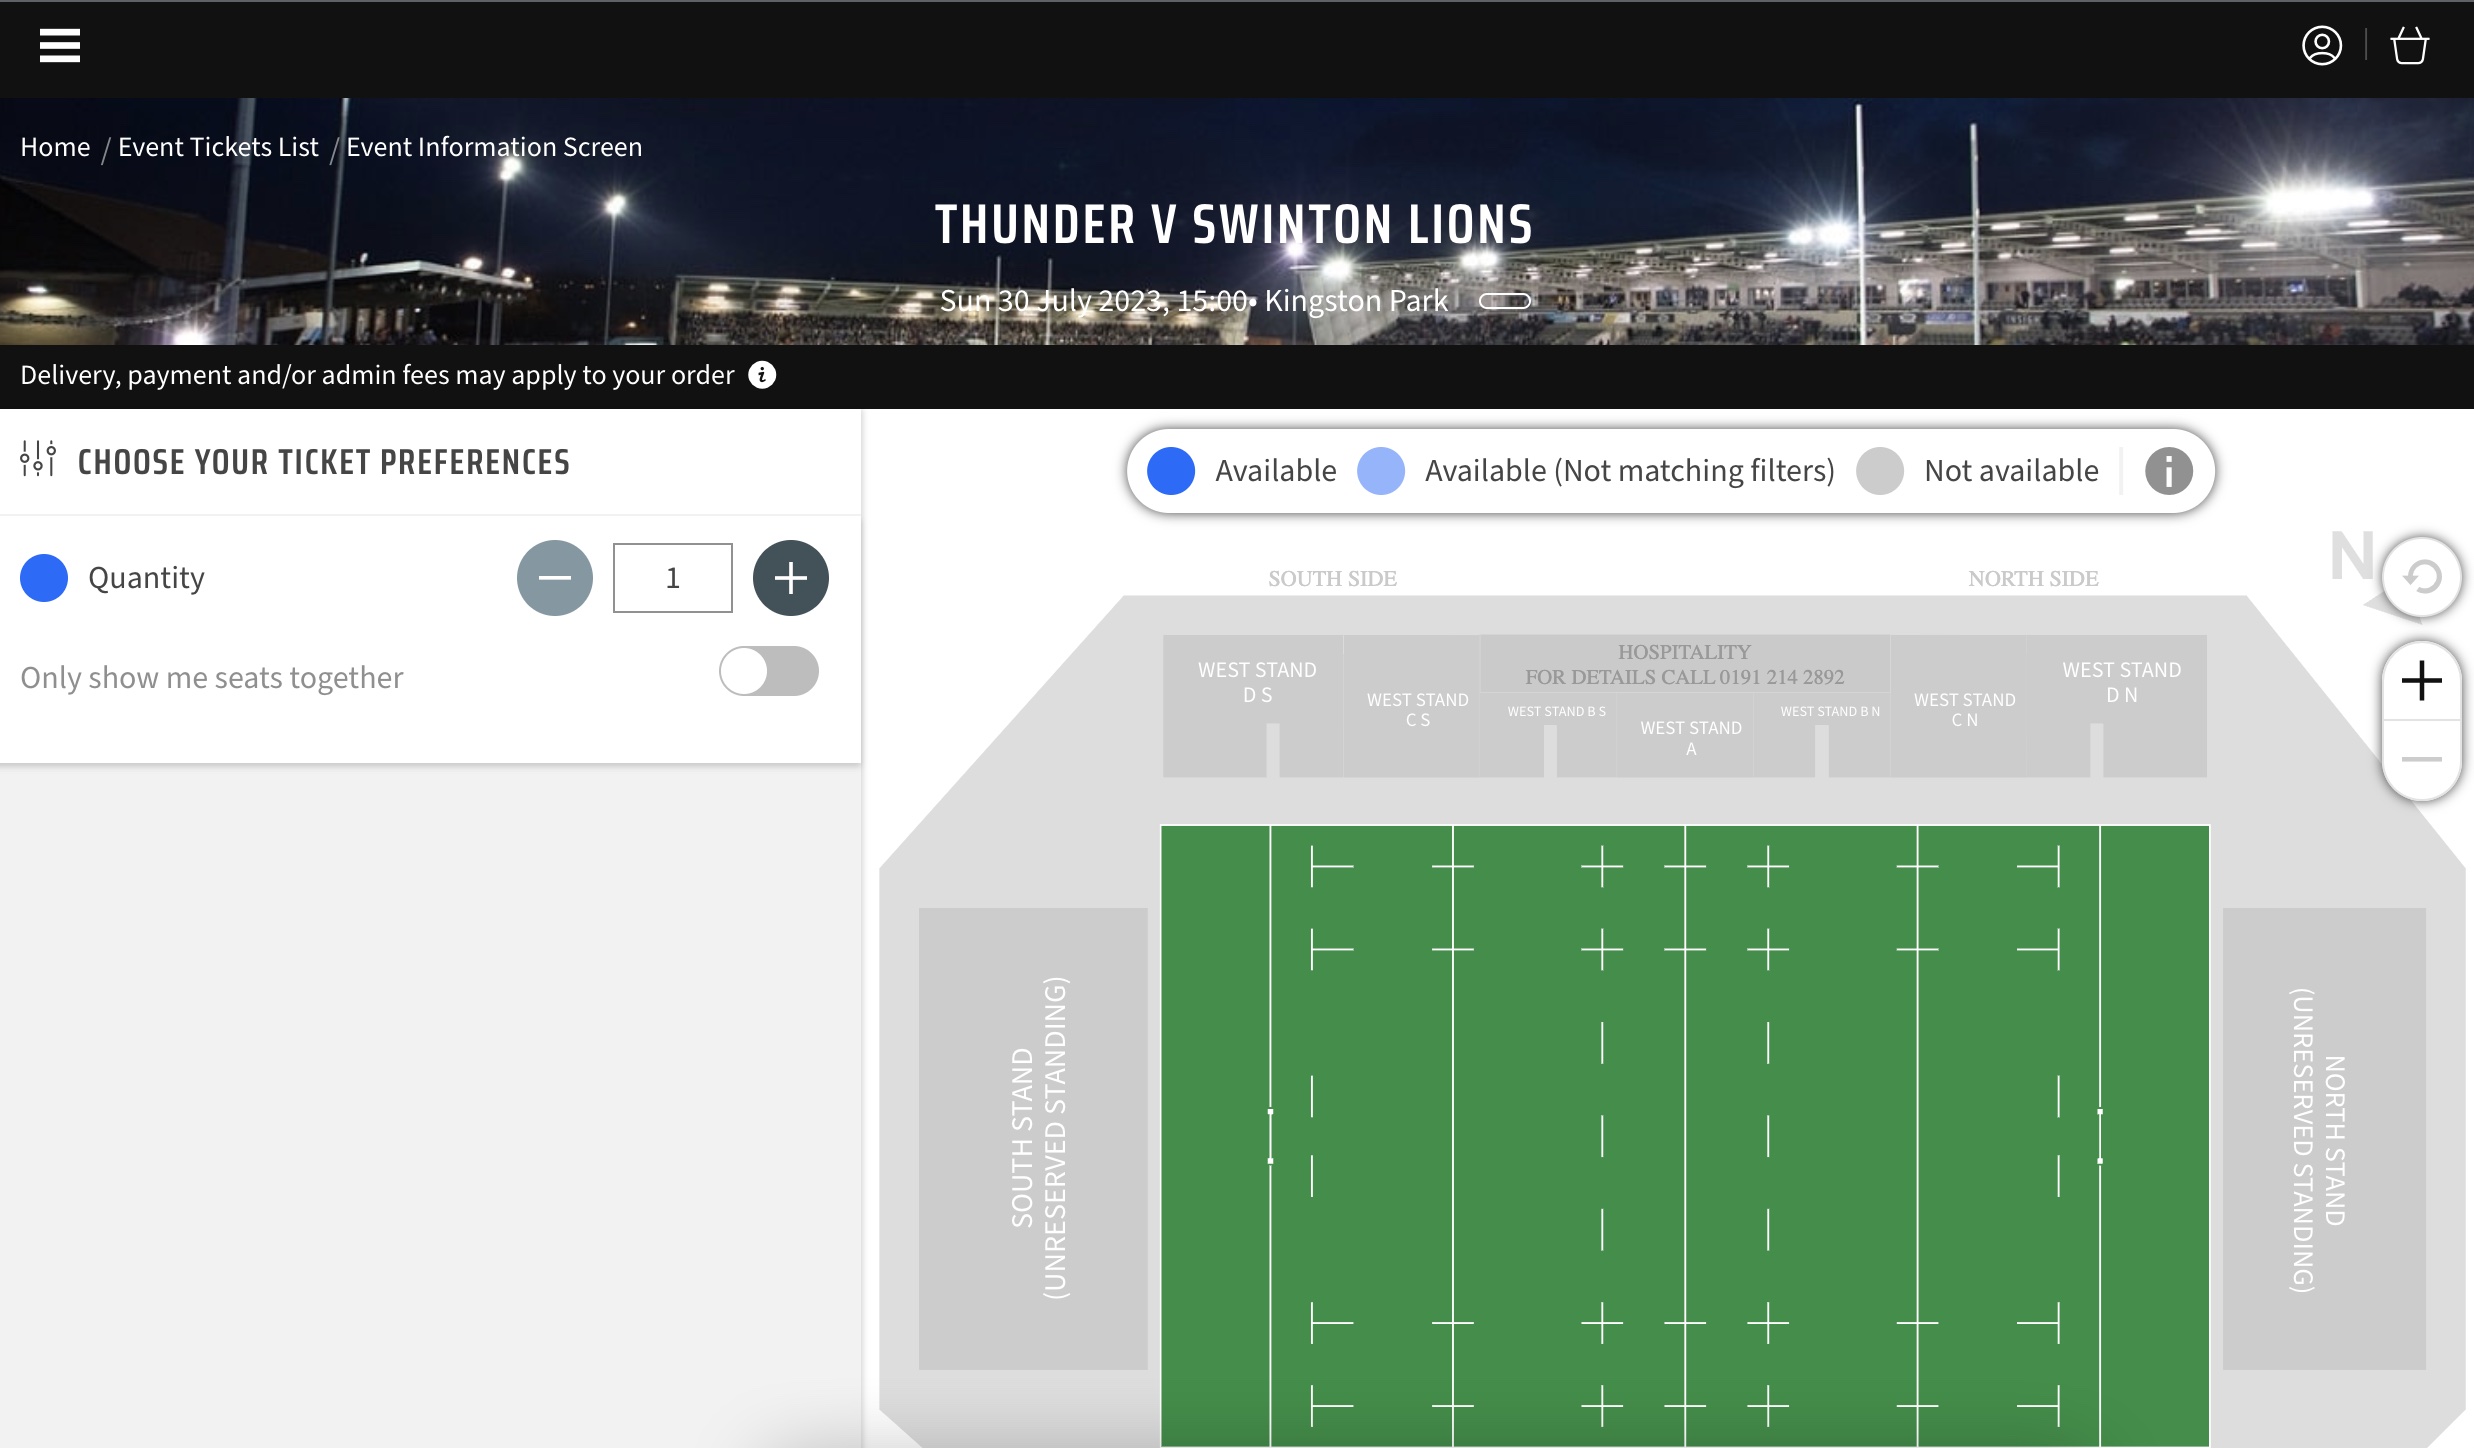 Home / Event Tickets List / Event Information Screen
THUNDER V SWINTON LIONS
Sun 30 July 2023, 15:00• Kingston Park
Delivery, payment and/or admin fees may apply to your order
CHOOSE YOUR TICKET PREFERENCES
Quantity
1
Only show me seats together
Available
Available (Not matching filters)
Not available
N
SOUTH SIDE
NORTH SIDE
WEST STAND
D S
WEST STAND
C S
HOSPITALITY
FOR DETAILS CALL 0191 214 2892
WEST STAND B S
WEST STAND
A
WEST STAND B N
WEST STAND
C N
WEST STAND
D N
SOUTH STAND
(UNRESERVED STANDING)
NORTH STAND
(UNRESERVED STANDING)